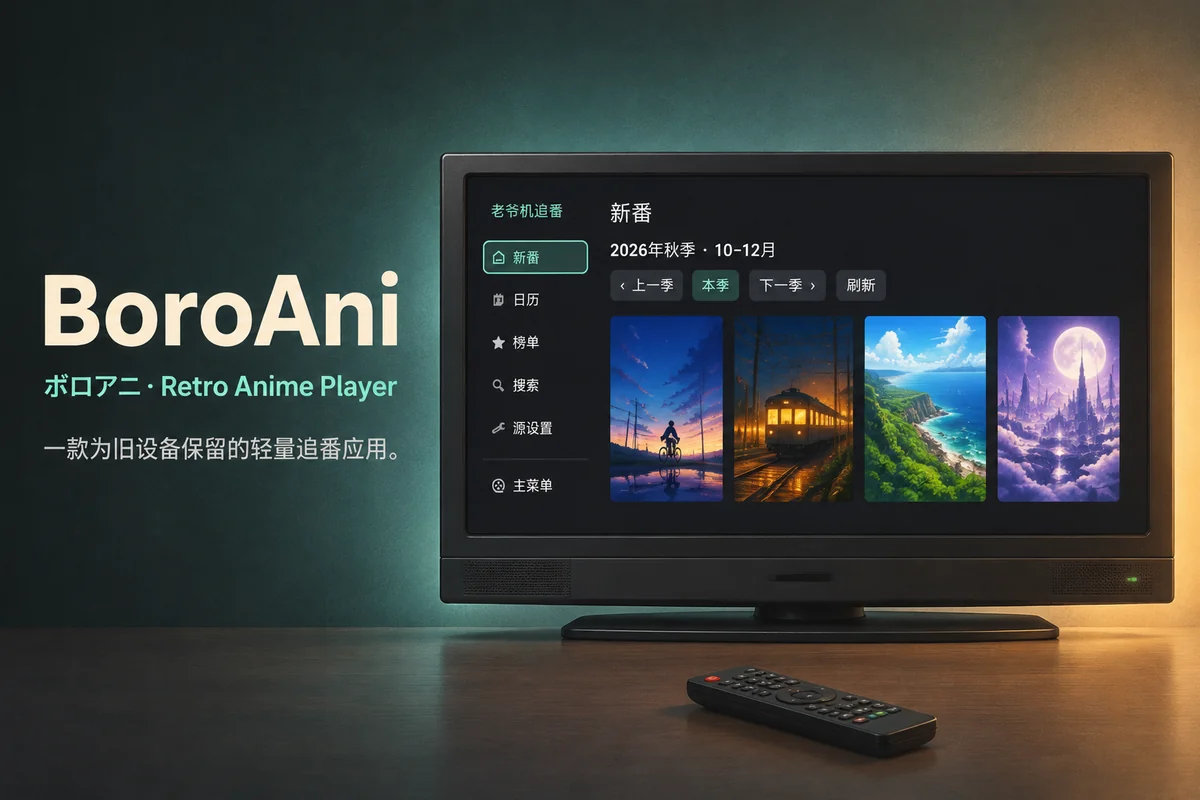 BoroAni
ボロアニ · Retro Anime Player
一款为旧设备保留的轻量追番应用。
老爷机追番
新番
日历
榜单
搜索
源设置
主菜单
新番
2026年秋季 · 10-12月
‹ 上一季
本季
下一季 ›
刷新